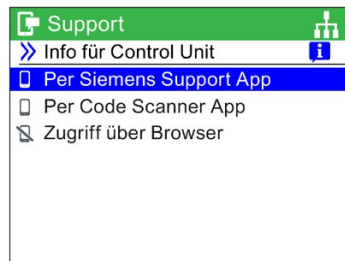 Support
Info für Control Unit
Per Siemens Support App
Per Code Scanner App
Zugriff über Browser